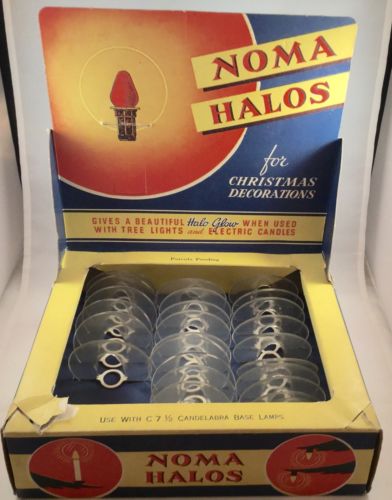 NOMA
HALOS
for
CHRISTMAS
DECORATIONS
GIVES A BEAUTIFUL Halo Glow WHEN USED
WITH TREE LIGHTS and ELECTRIC CANDLES
Patents Pending
USE WITH C 7 ½ CANDELABRA BASE LAMPS
NOMA
HALOS